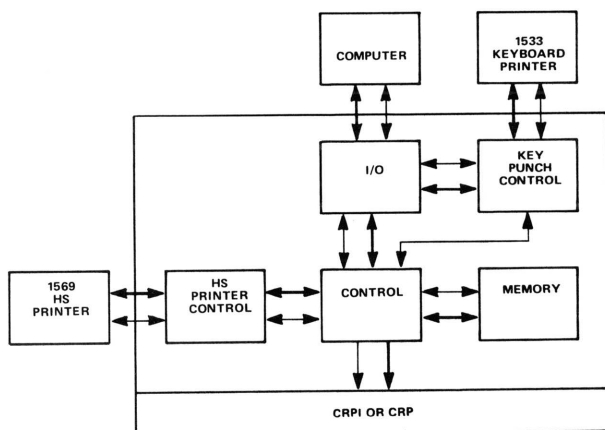 COMPUTER
1533
KEYBOARD
PRINTER
I/O
KEY
PUNCH
CONTROL
1569
HS
PRINTER
HS
PRINTER
CONTROL
CONTROL
MEMORY
CRPI OR CRP